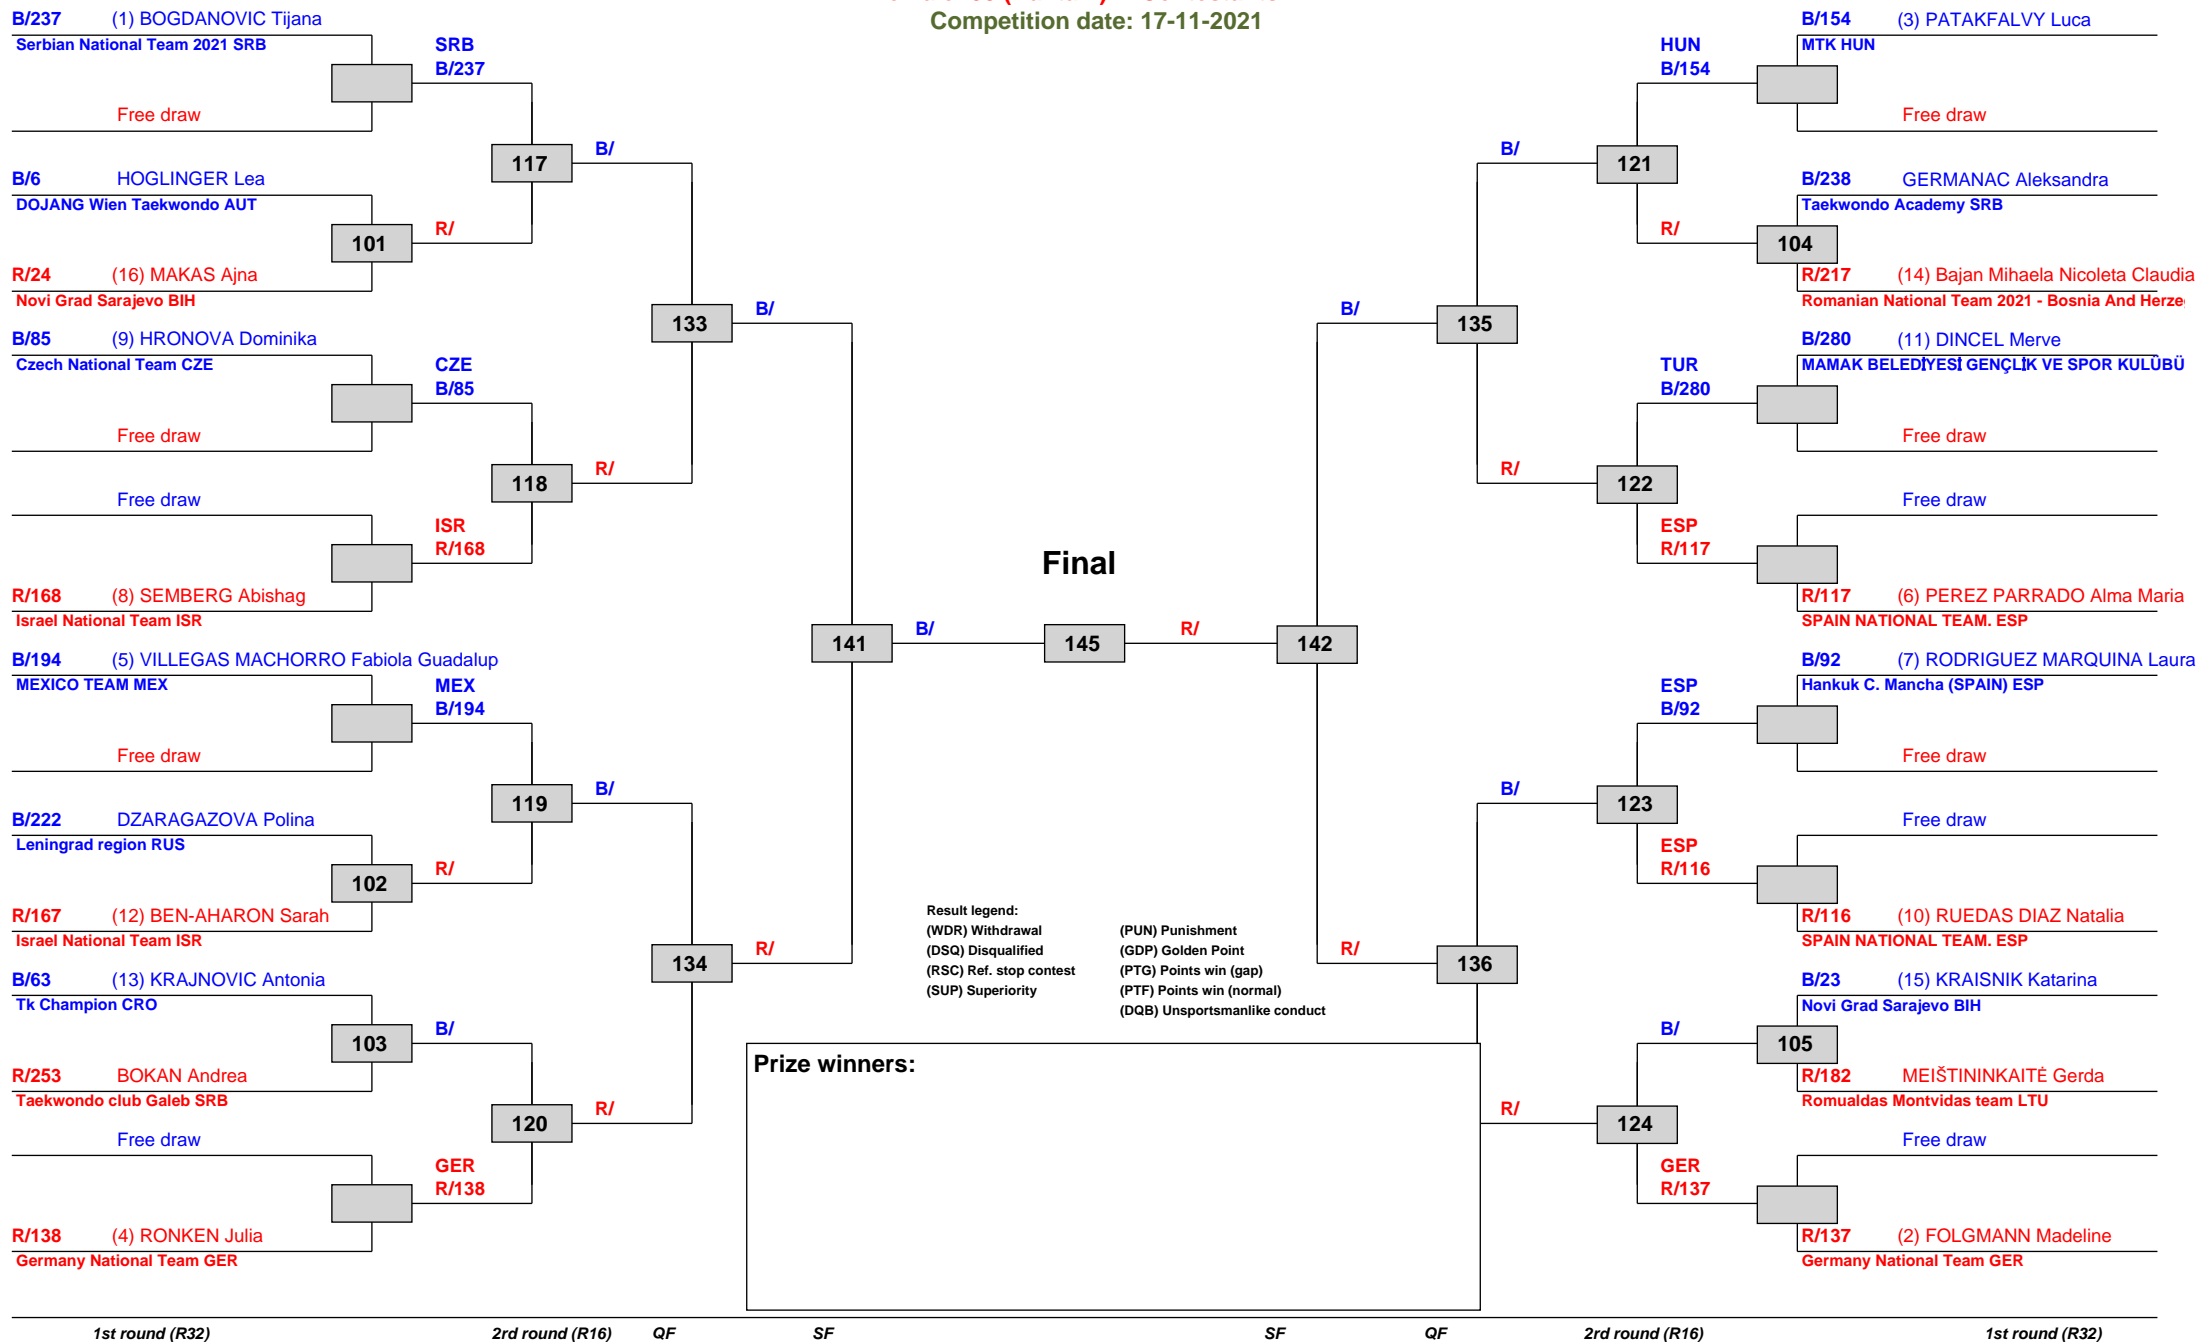 Competition date: 17-11-2021
B/237 (1) BOGDANOVIC Tijana
Serbian National Team 2021 SRB
SRB
B/237
Free draw
117
B/
B/6 HOGLINGER Lea
DOJANG Wien Taekwondo AUT
101
R/
R/24 (16) MAKAS Ajna
Novi Grad Sarajevo BIH
133
B/
B/85 (9) HRONOVA Dominika
Czech National Team CZE
CZE
B/85
Free draw
118
R/
Free draw
ISR
R/168
R/168 (8) SEMBERG Abishag
Israel National Team ISR
141
B/
B/194 (5) VILLEGAS MACHORRO Fabiola Guadalup
MEXICO TEAM MEX
MEX
B/194
Free draw
119
B/
B/222 DZARAGAZOVA Polina
Leningrad region RUS
102
R/
R/167 (12) BEN-AHARON Sarah
Israel National Team ISR
134
R/
B/63 (13) KRAJNOVIC Antonia
Tk Champion CRO
103
B/
R/253 BOKAN Andrea
Taekwondo club Galeb SRB
120
R/
Free draw
GER
R/138
R/138 (4) RONKEN Julia
Germany National Team GER
Final
145
R/
142
Result legend:
(WDR) Withdrawal (PUN) Punishment
(DSQ) Disqualified (GDP) Golden Point
(RSC) Ref. stop contest (PTG) Points win (gap)
(SUP) Superiority (PTF) Points win (normal)
(DQB) Unsportsmanlike conduct
Prize winners:
B/154 (3) PATAKFALVY Luca
MTK HUN
HUN
B/154
Free draw
B/
121
B/238 GERMANAC Aleksandra
Taekwondo Academy SRB
R/
104
R/217 (14) Bajan Mihaela Nicoleta Claudia
Romanian National Team 2021 - Bosnia And
B/
135
B/280 (11) DINCEL Merve
MAMAK BELEDİYESİ GENÇLİK VE SPOR KULÜBÜ
TUR
B/280
Free draw
R/
122
Free draw
ESP
R/117
R/117 (6) PEREZ PARRADO Alma Maria
SPAIN NATIONAL TEAM. ESP
B/92 (7) RODRIGUEZ MARQUINA Laura
Hankuk C. Mancha (SPAIN) ESP
ESP
B/92
Free draw
B/
123
Free draw
ESP
R/116
R/116 (10) RUEDAS DIAZ Natalia
SPAIN NATIONAL TEAM. ESP
R/
136
B/23 (15) KRAISNIK Katarina
Novi Grad Sarajevo BIH
B/
105
R/182 MEIŠTININKAITĖ Gerda
Romualdas Montvidas team LTU
R/
124
Free draw
GER
R/137
R/137 (2) FOLGMANN Madeline
Germany National Team GER
1st round (R32) 2rd round (R16) QF SF SF QF 2rd round (R16) 1st round (R32)